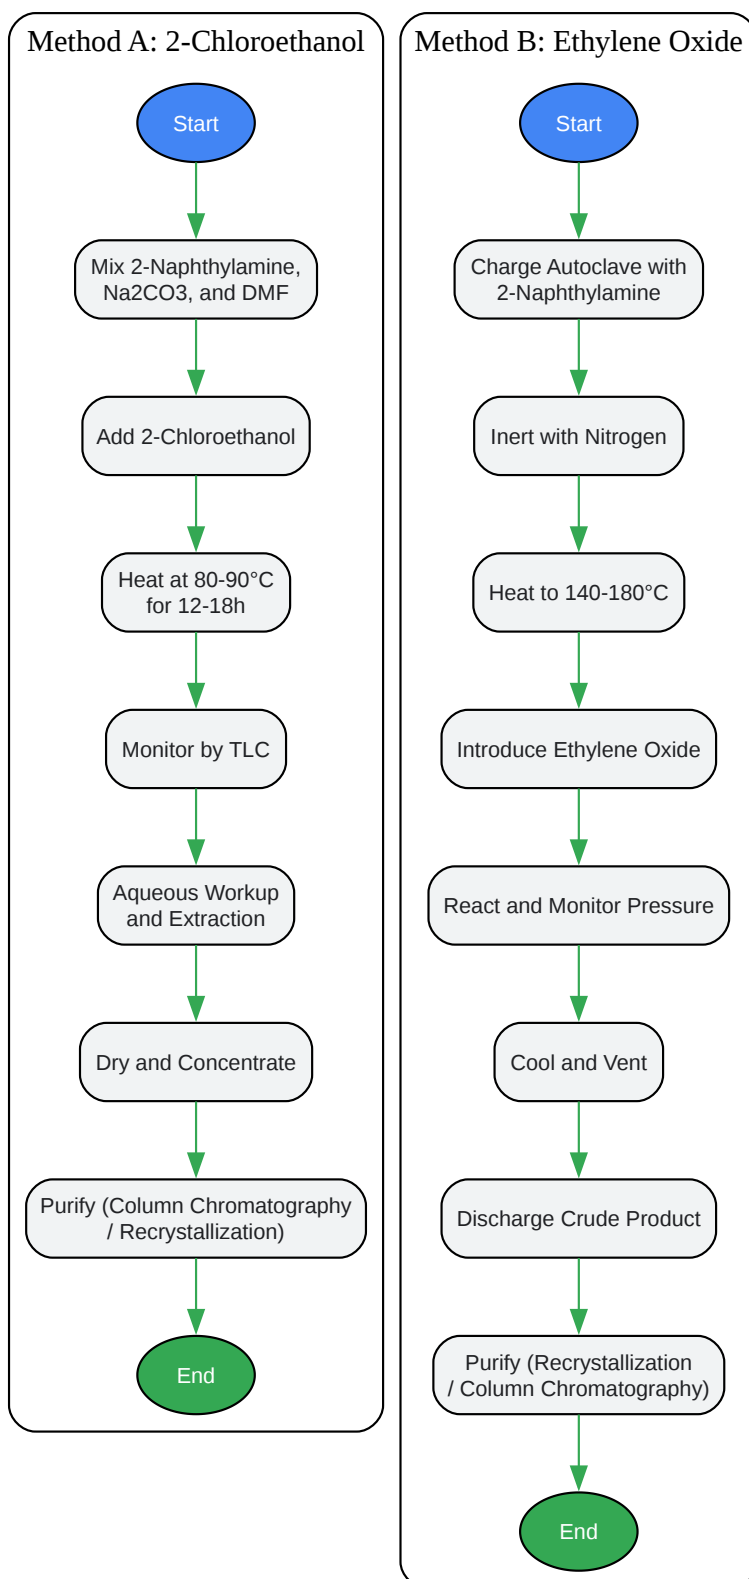 Method A: 2-Chloroethanol
Start
Mix 2-Naphthylamine,
Na2CO3, and DMF
Add 2-Chloroethanol
Heat at 80-90°C
for 12-18h
Monitor by TLC
Aqueous Workup
and Extraction
Dry and Concentrate
Purify (Column Chromatography
/ Recrystallization)
End
Method B: Ethylene Oxide
Start
Charge Autoclave with
2-Naphthylamine
Inert with Nitrogen
Heat to 140-180°C
Introduce Ethylene Oxide
React and Monitor Pressure
Cool and Vent
Discharge Crude Product
Purify (Recrystallization
/ Column Chromatography)
End